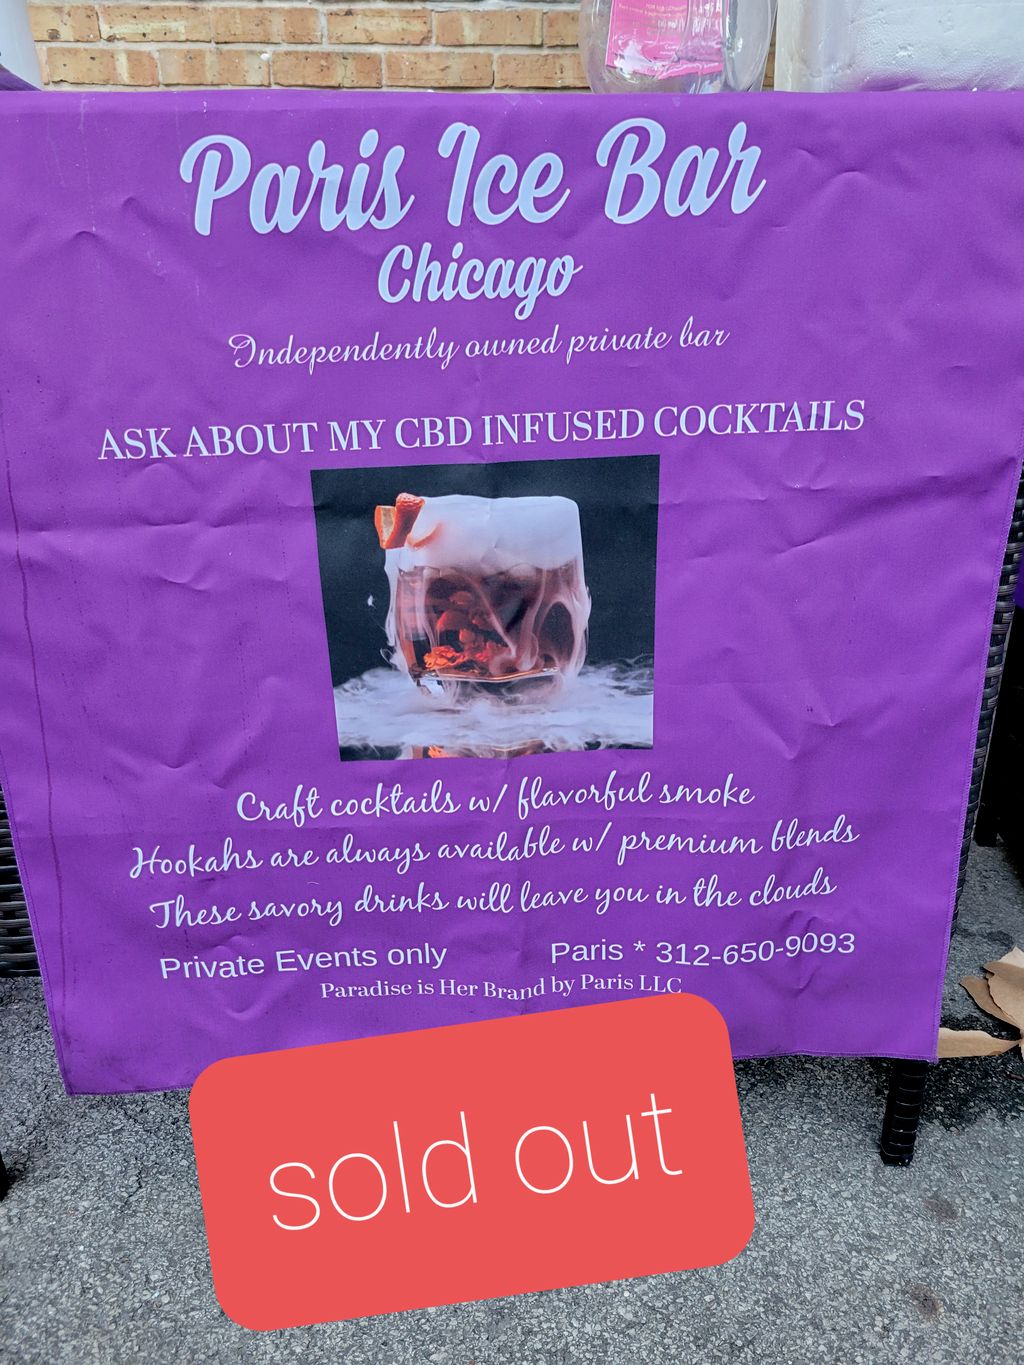 Paris Ice Bar
Chicago
Independently owned private bar
ASK ABOUT MY CBD INFUSED COCKTAILS
Craft cocktails w/ flavorful smoke
Hookahs are always available w/ premium blends
These savory drinks will leave you in the clouds
Private Events only Paris * 312-650-9093
Paradise is Her Brand by Paris LLC
sold out